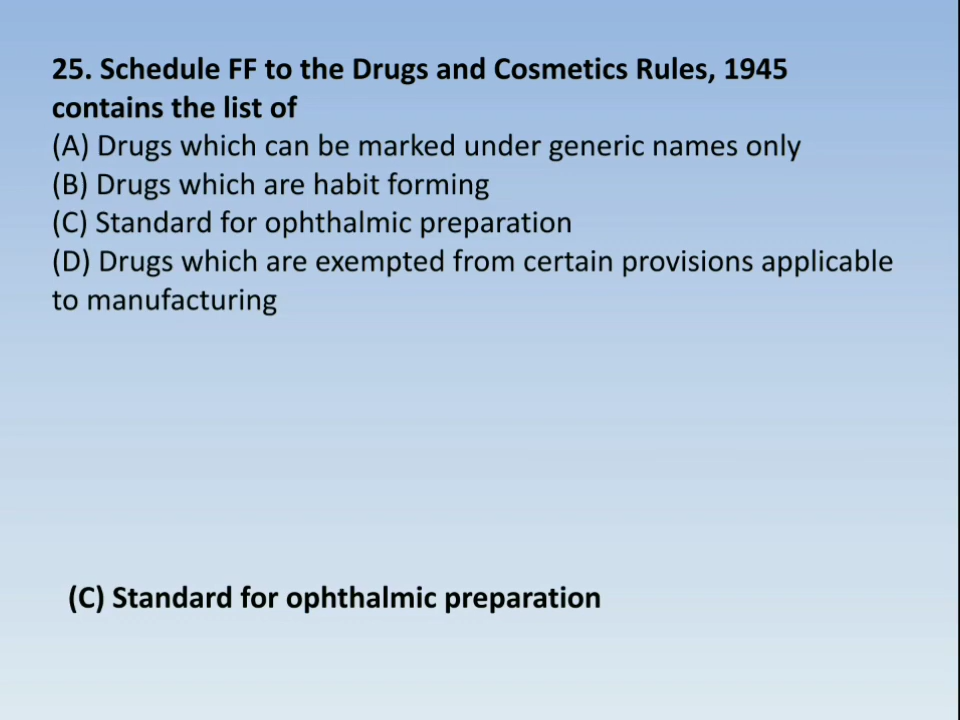 25. Schedule FF to the Drugs and Cosmetics Rules, 1945
contains the list of
(A) Drugs which can be marked under generic names only
(B) Drugs which are habit forming
(C) Standard for ophthalmic preparation
(D) Drugs which are exempted from certain provisions applicable
to manufacturing
(C) Standard for ophthalmic preparation